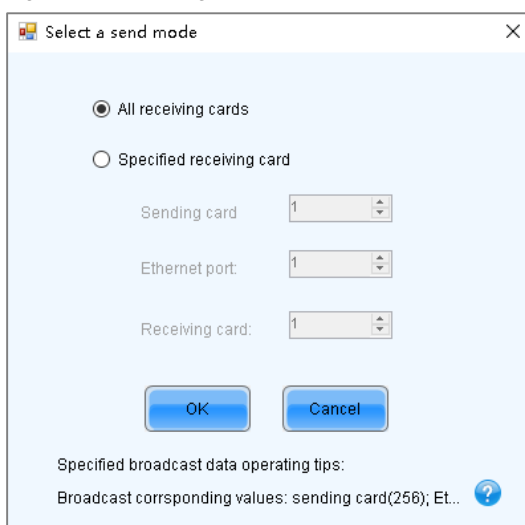 Select a send mode
All receiving cards
Specified receiving card
Sending card 1
Ethernet port: 1
Receiving card: 1
OK Cancel
Specified broadcast data operating tips:
Broadcast corrsponding values: sending card(256); Et... ?